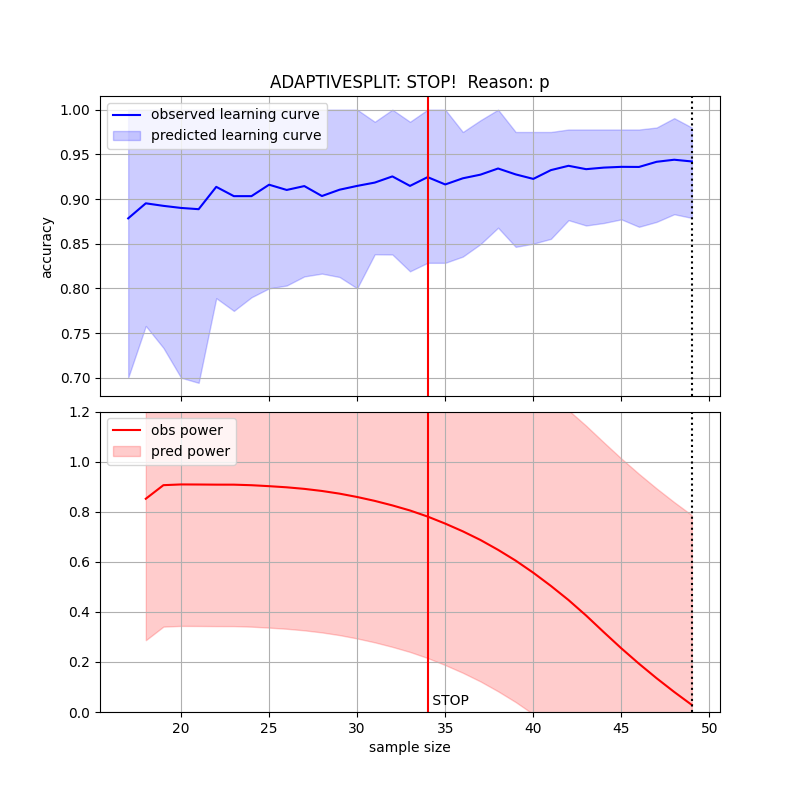 ADAPTIVESPLIT: STOP!  Reason: p
observed learning curve
predicted learning curve
1.00
0.95
0.90
0.85
0.80
0.75
0.70
accuracy
obs power
pred power
1.2
1.0
0.8
0.6
0.4
0.2
0.0
STOP
20 25 30 35 40 45 50
sample size